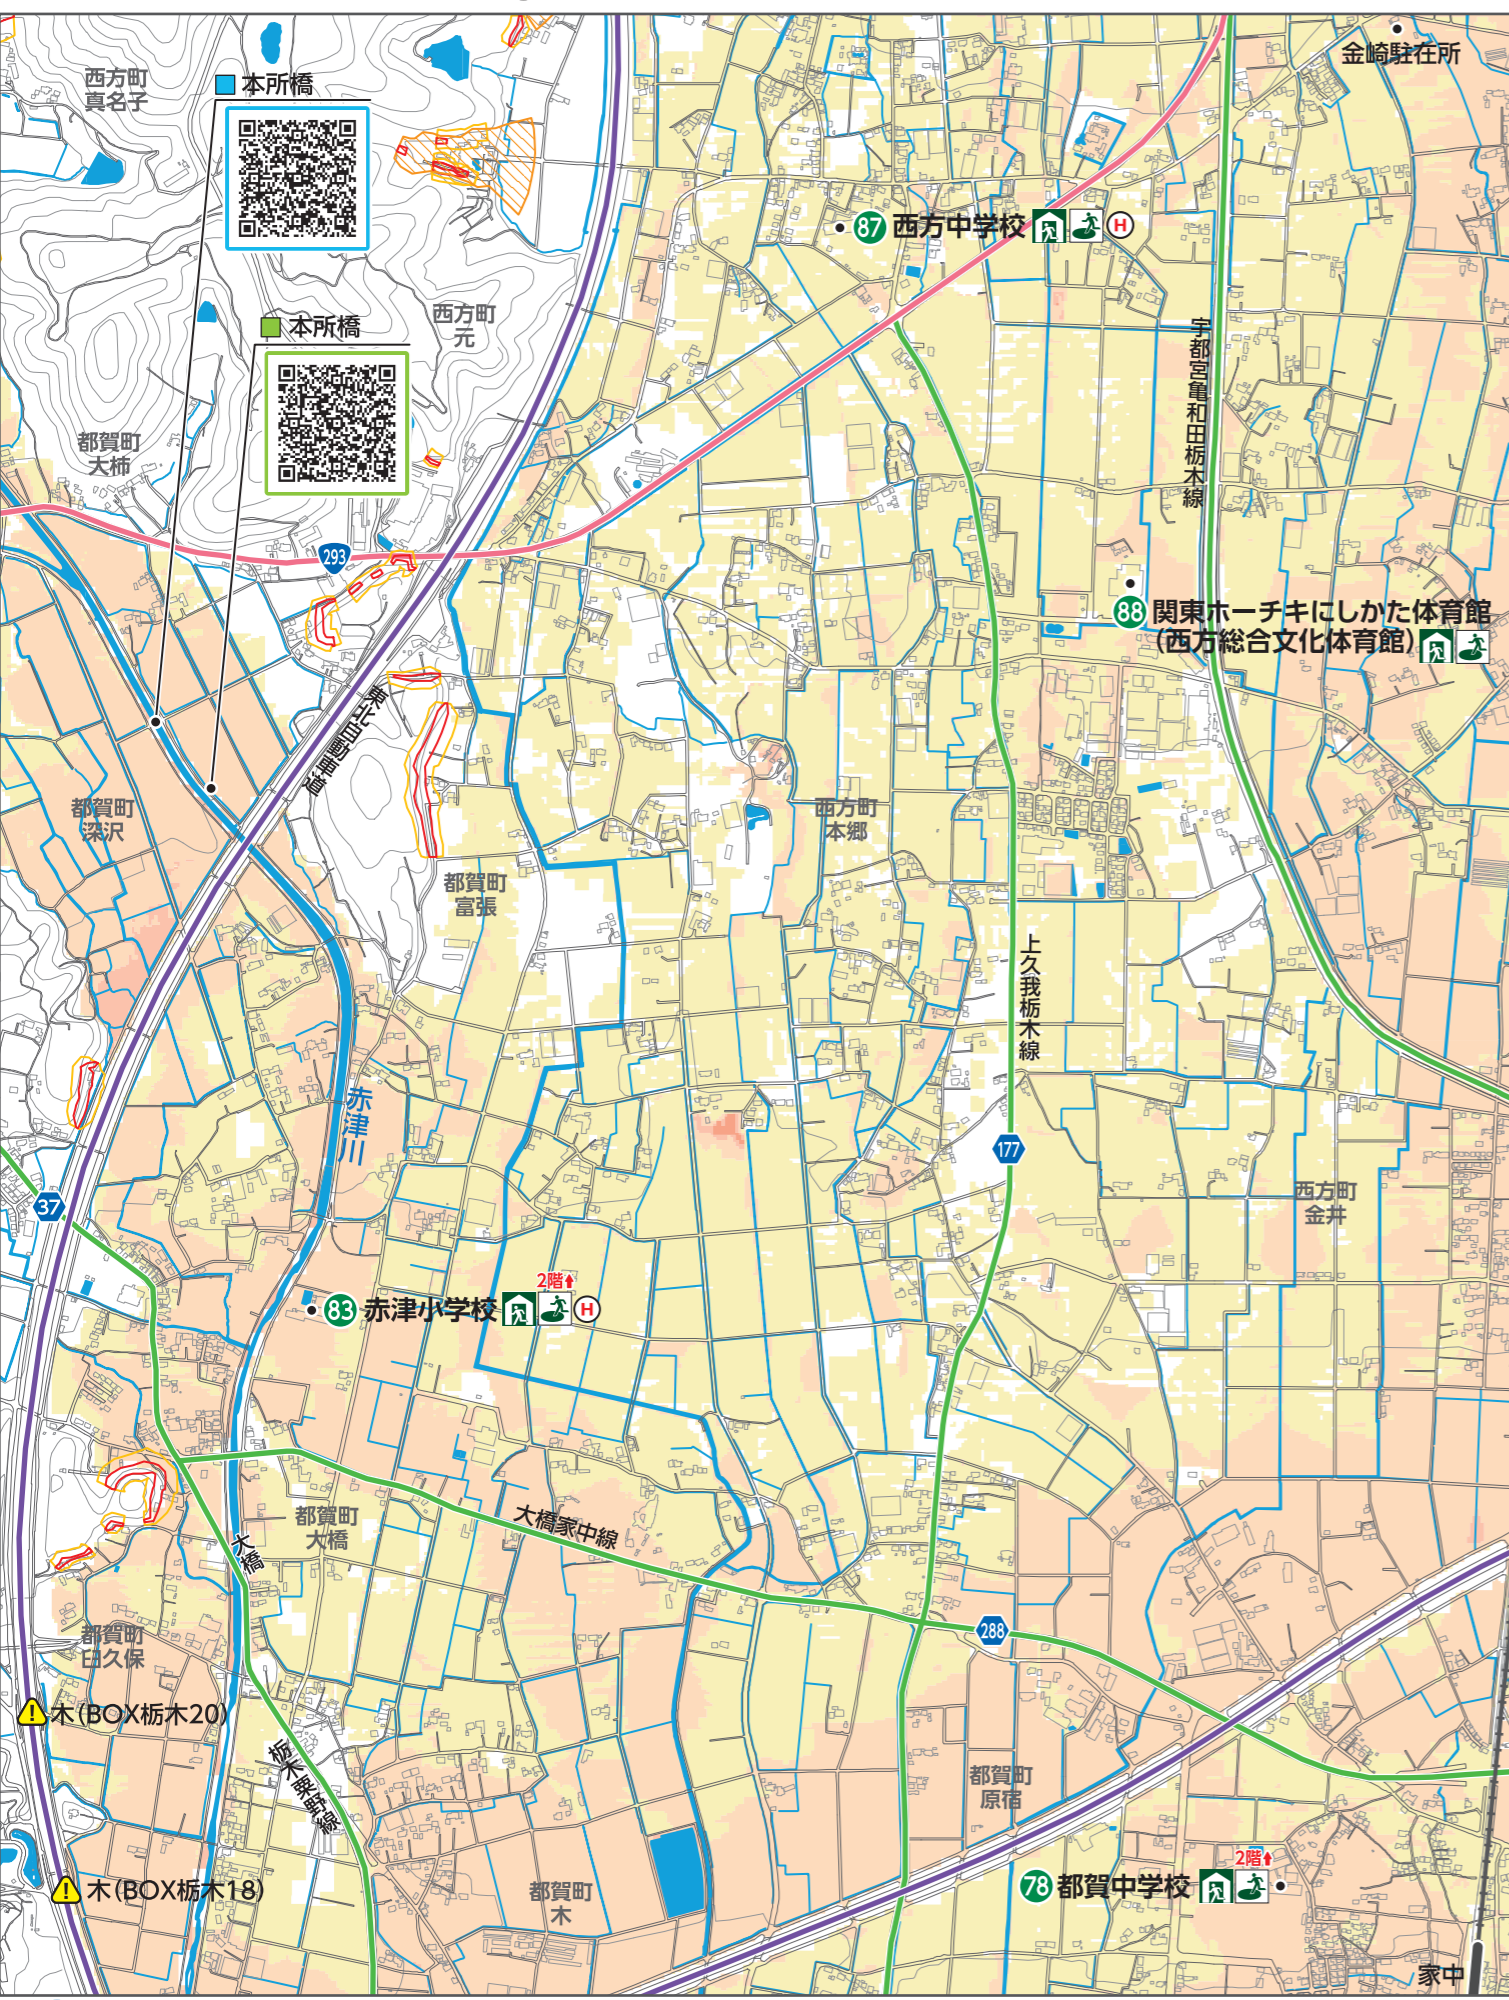 金崎駐在所
西方町
真名子
本所橋
87 西方中学校 H
西方町
元
本所橋
宇都宮亀和田栃木線
都賀町
大柿
293
88 関東ホーチキにしかた体育館
(西方総合文化体育館)
東北自動車道
都賀町
深沢
西方町
本郷
都賀町
富張
上久我栃木線
赤津川
177
37
西方町
金井
2階
83 赤津小学校 H
大橋家中線
都賀町
大橋
大橋
288
都賀町
臼久保
木(BOX栃木20)
栃木粟野線
都賀町
原宿
2階
78 都賀中学校
木(BOX栃木18)
都賀町
木
家中